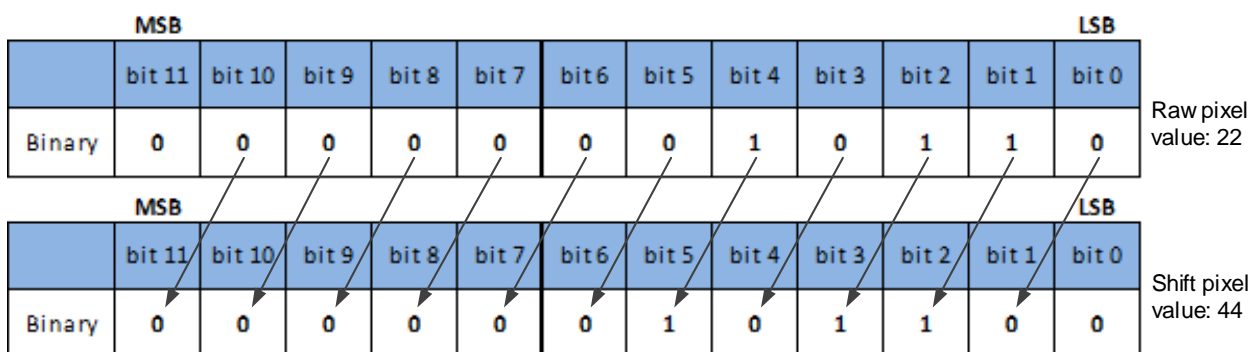 MSB LSB
bit 11 bit 10 bit 9 bit 8 bit 7 bit 6 bit 5 bit 4 bit 3 bit 2 bit 1 bit 0
Binary 0 0 0 0 0 0 0 1 0 1 1 0
Raw pixel
value: 22
MSB LSB
bit 11 bit 10 bit 9 bit 8 bit 7 bit 6 bit 5 bit 4 bit 3 bit 2 bit 1 bit 0
Binary 0 0 0 0 0 0 1 0 1 1 0 0
Shift pixel
value: 44